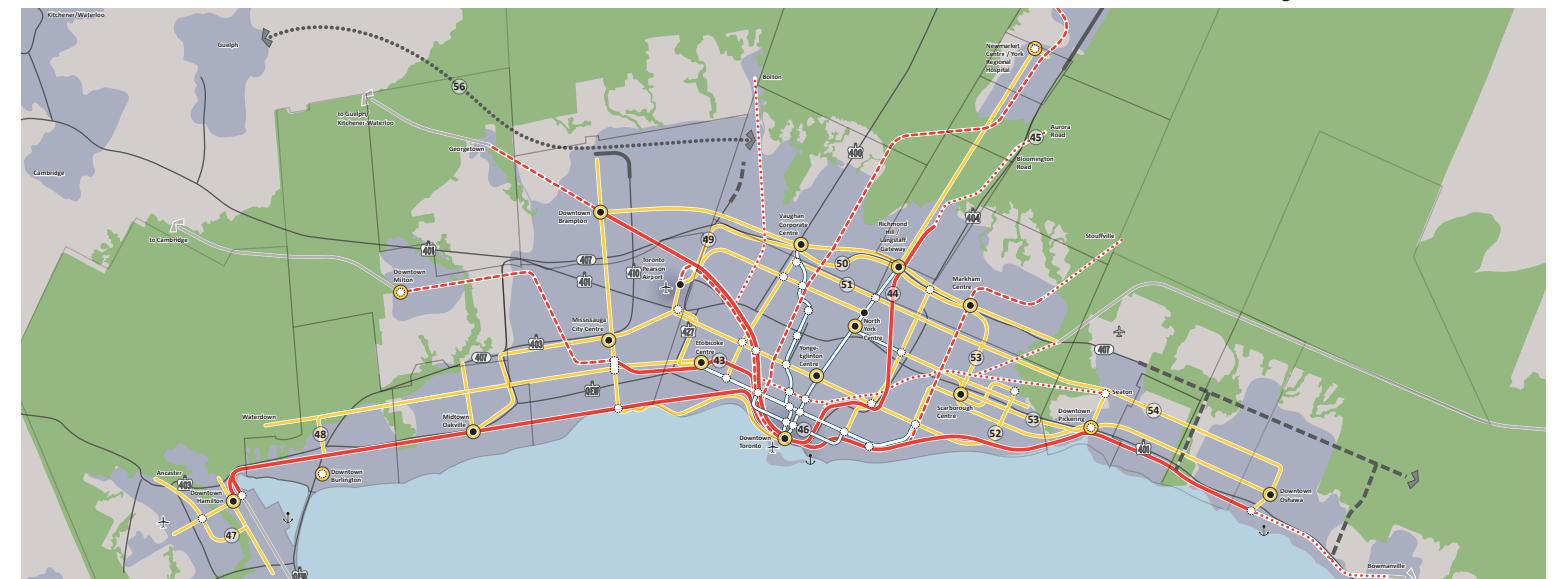 Kitchener/Waterloo
Guelph
Newmarket
Centre / York
Regional
Hospital
Bolton
56
to Guelph/
Kitchener-Waterloo
45
Aurora
Road
Georgetown
400
Bloomington
Road
Cambridge
Downtown
Brampton
Vaughan
Corporate
Centre
Richmond
Hill /
Langstaff
Gateway
404
to Cambridge
401
49
Stouffville
407
Toronto
Pearson
Airport
50
Downtown
Milton
401
410
51
Markham
Centre
44
Mississauga
City Centre
427
North
York
Centre
403
Etobicoke
Centre
43
Yonge-
Eglinton
Centre
407
53
407
QEW
Seaton
Waterdown
Midtown
Oakville
Scarborough
Centre
Downtown
Pickering
54
53
48
46
52
Downtown
Toronto
401
Ancaster
403
Downtown
Burlington
Downtown
Hamilton
Downtown
Oshawa
47
Bowmanville
QEW